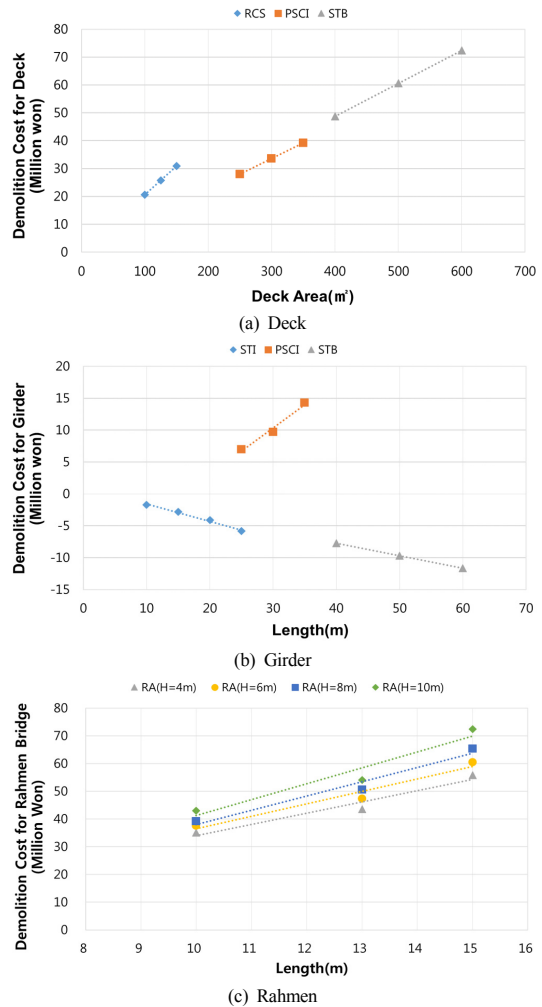 RCS PSCI STB
Demolition Cost for Deck
(Million won)
80
70
60
50
40
30
20
10
0
0 100 200 300 400 500 600 700
Deck Area(㎡)
(a) Deck
STI PSCI STB
Demolition Cost for Girder
(Million won)
20
15
10
5
0
-5
-10
-15
0 10 20 30 40 50 60 70
Length(m)
(b) Girder
RA(H=4m) RA(H=6m) RA(H=8m) RA(H=10m)
Demolition Cost for Rahmen Bridge
(Million Won)
80
70
60
50
40
30
20
10
0
8 9 10 11 12 13 14 15 16
Length(m)
(c) Rahmen